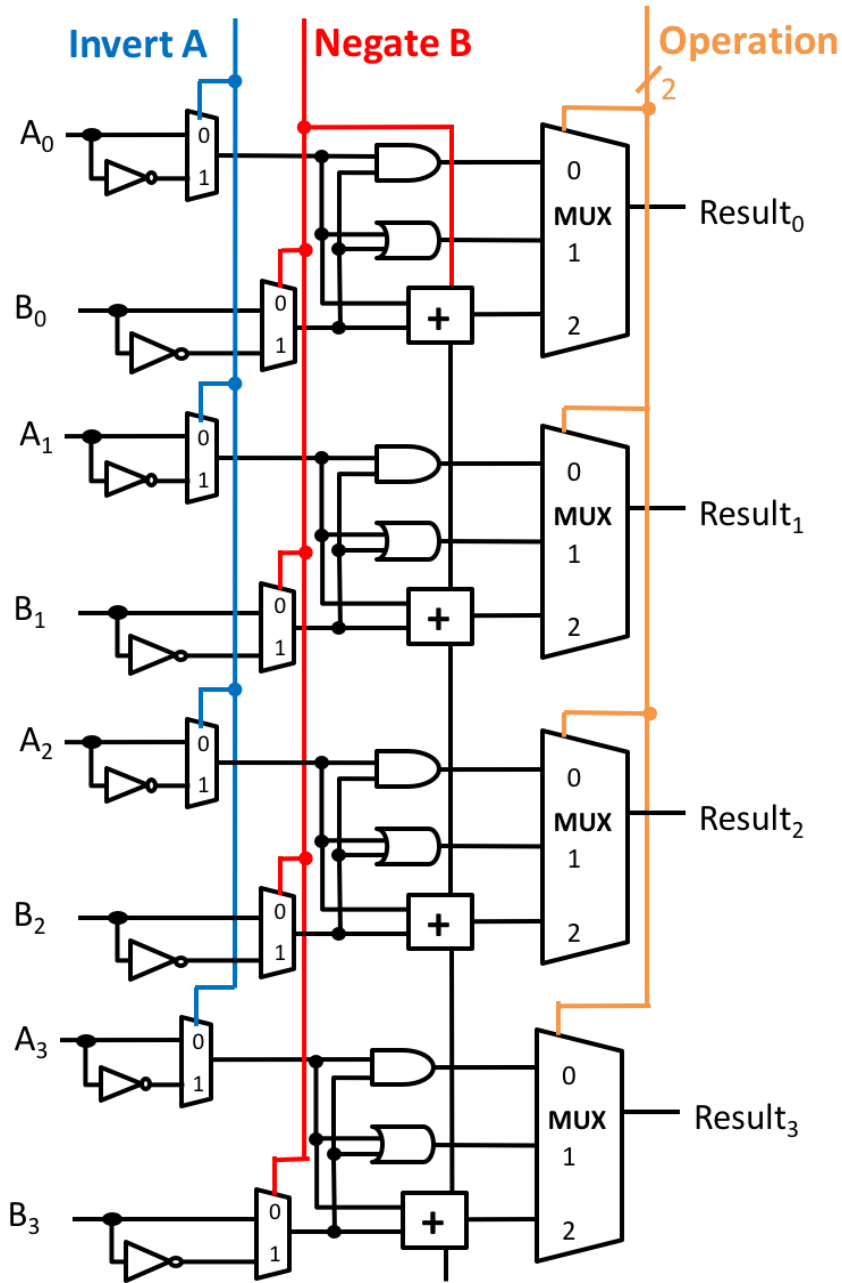 Invert A Negate B Operation
2
A₀ 0 1
0 MUX 1 2
Result₀
B₀ 0 1
+
A₁ 0 1
0 MUX 1 2
Result₁
B₁ 0 1
+
A₂ 0 1
0 MUX 1 2
Result₂
B₂ 0 1
+
A₃ 0 1
0 MUX 1 2
Result₃
B₃ 0 1
+